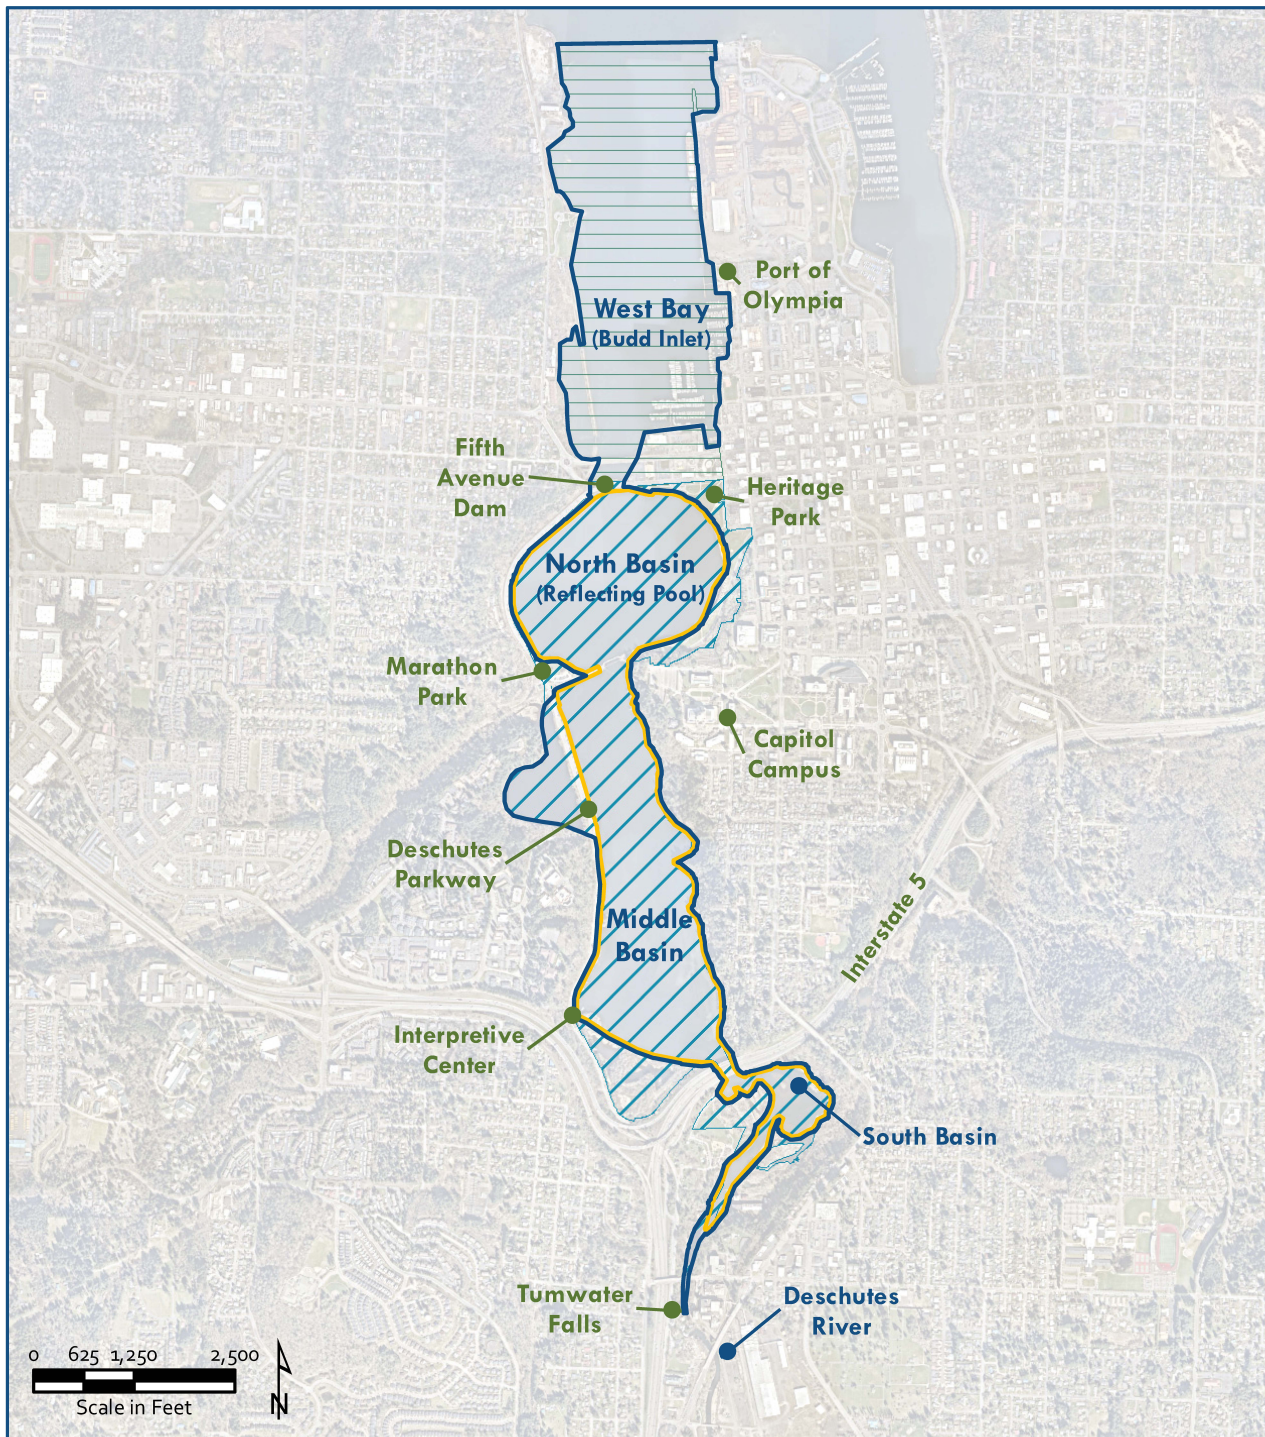 Port of
Olympia
West Bay
(Budd Inlet)
Fifth
Avenue
Dam
Heritage
Park
North Basin
(Reflecting Pool)
Marathon
Park
Capitol
Campus
Deschutes
Parkway
Interstate 5
Middle
Basin
Interpretive
Center
South Basin
Tumwater
Falls
Deschutes
River
0 625 1,250 2,500
Scale in Feet
N